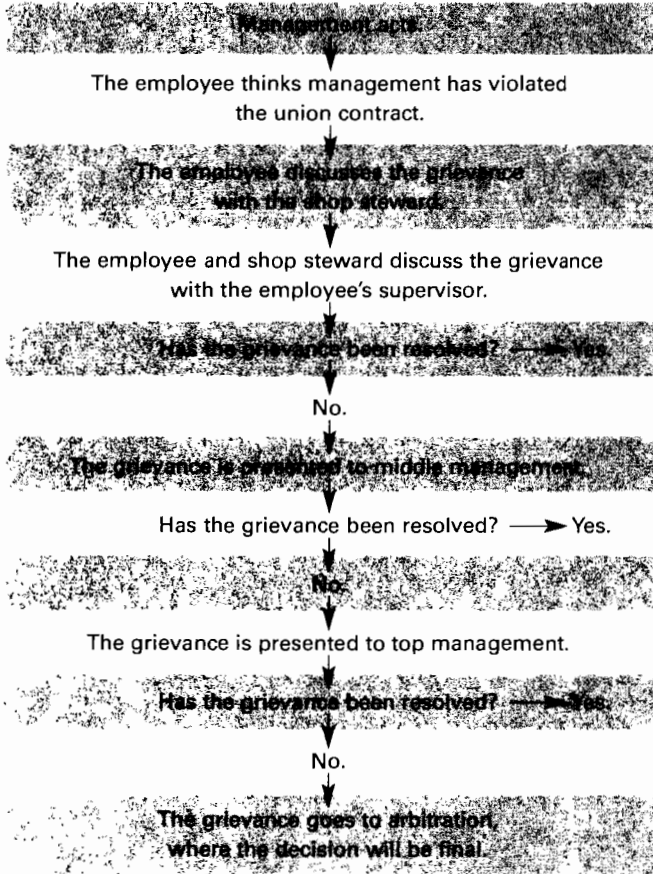 Management acts.
The employee thinks management has violated
the union contract.
The employee discusses the grievance
with the shop steward.
The employee and shop steward discuss the grievance
with the employee's supervisor.
Has the grievance been resolved? Yes.
No.
The grievance is presented to middle management.
Has the grievance been resolved? Yes.
No.
The grievance is presented to top management.
Has the grievance been resolved? Yes.
No.
The grievance goes to arbitration,
where the decision will be final.